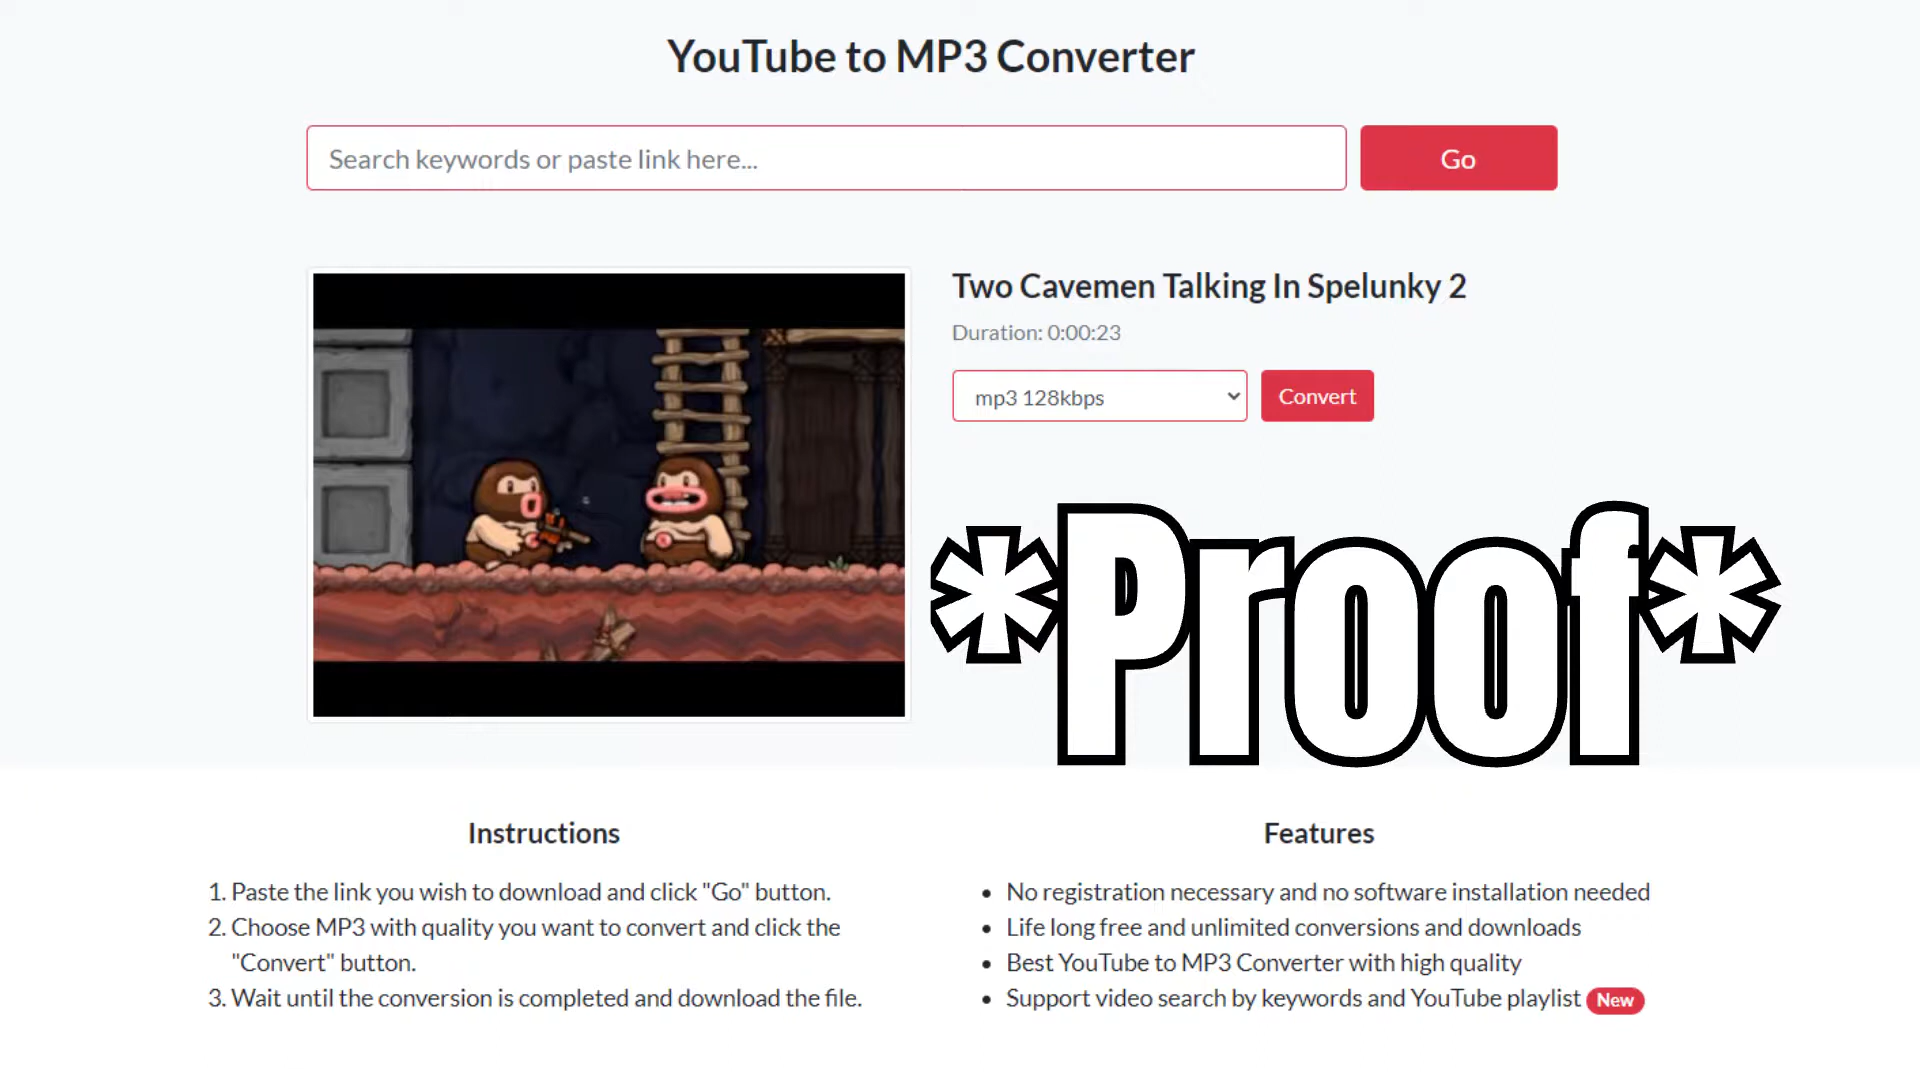 YouTube to MP3 Converter
Search keywords or paste link here...
Go
Two Cavemen Talking In Spelunky 2
Duration: 0:00:23
mp3 128kbps
Convert
*Proof*
Instructions
1. Paste the link you wish to download and click "Go" button.
2. Choose MP3 with quality you want to convert and click the
"Convert" button.
3. Wait until the conversion is completed and download the file.
Features
• No registration necessary and no software installation needed
• Life long free and unlimited conversions and downloads
• Best YouTube to MP3 Converter with high quality
• Support video search by keywords and YouTube playlist New